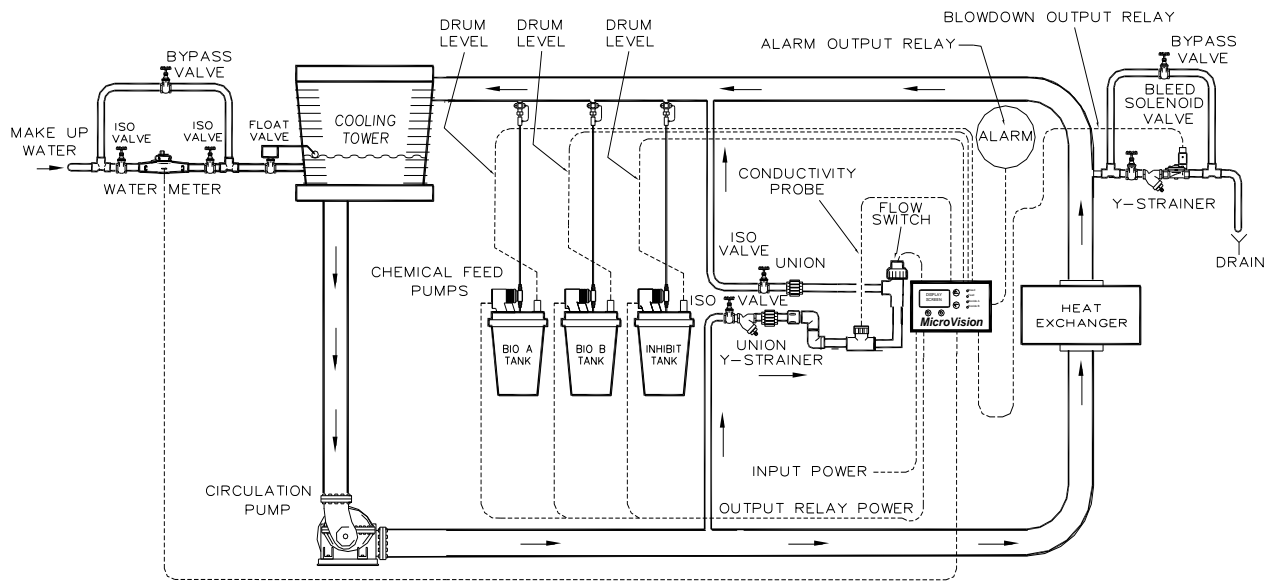 DRUM
LEVEL
DRUM
LEVEL
DRUM
LEVEL
BLOWDOWN OUTPUT RELAY
ALARM OUTPUT RELAY
BYPASS
VALVE
BYPASS
VALVE
BLEED
SOLENOID
VALVE
MAKE UP
WATER
ISO
VALVE
ISO
VALVE
FLOAT
VALVE
COOLING
TOWER
ALARM
WATER METER
CONDUCTIVITY
PROBE
FLOW
SWITCH
Y-STRAINER
DRAIN
ISO
VALVE
UNION
CHEMICAL FEED
PUMPS
ISO VALVE
DISPLAY
SCREEN
MicroVision
HEAT
EXCHANGER
BIO A
TANK
BIO B
TANK
INHIBIT
TANK
UNION
Y-STRAINER
INPUT POWER
CIRCULATION
PUMP
OUTPUT RELAY POWER